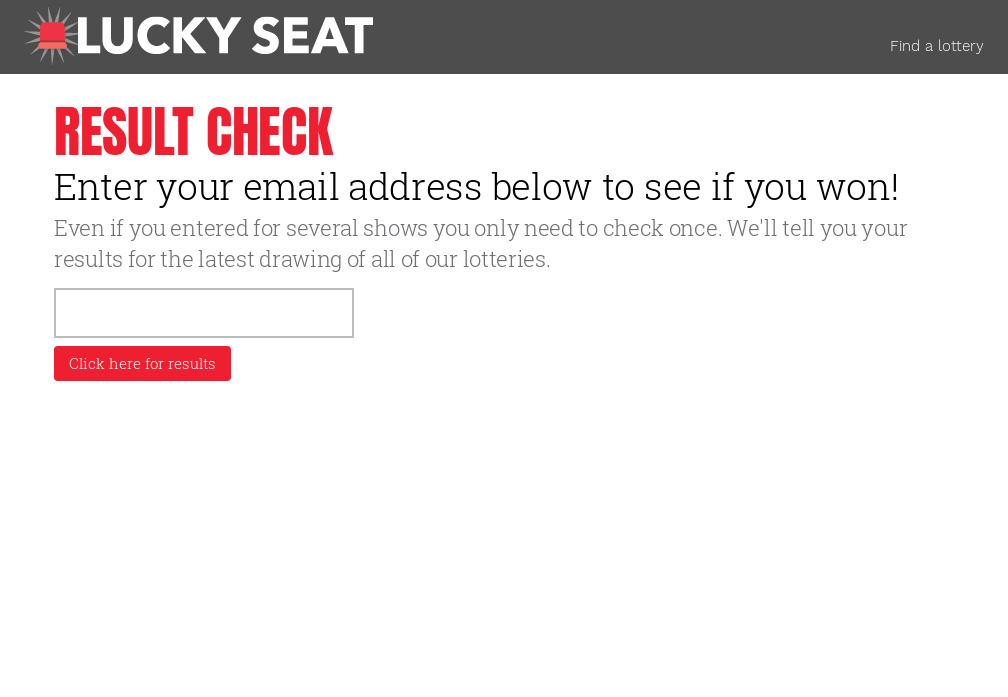 LUCKY SEAT
Find a lottery
RESULT CHECK
Enter your email address below to see if you won!
Even if you entered for several shows you only need to check once. We'll tell you your
results for the latest drawing of all of our lotteries.
Click here for results